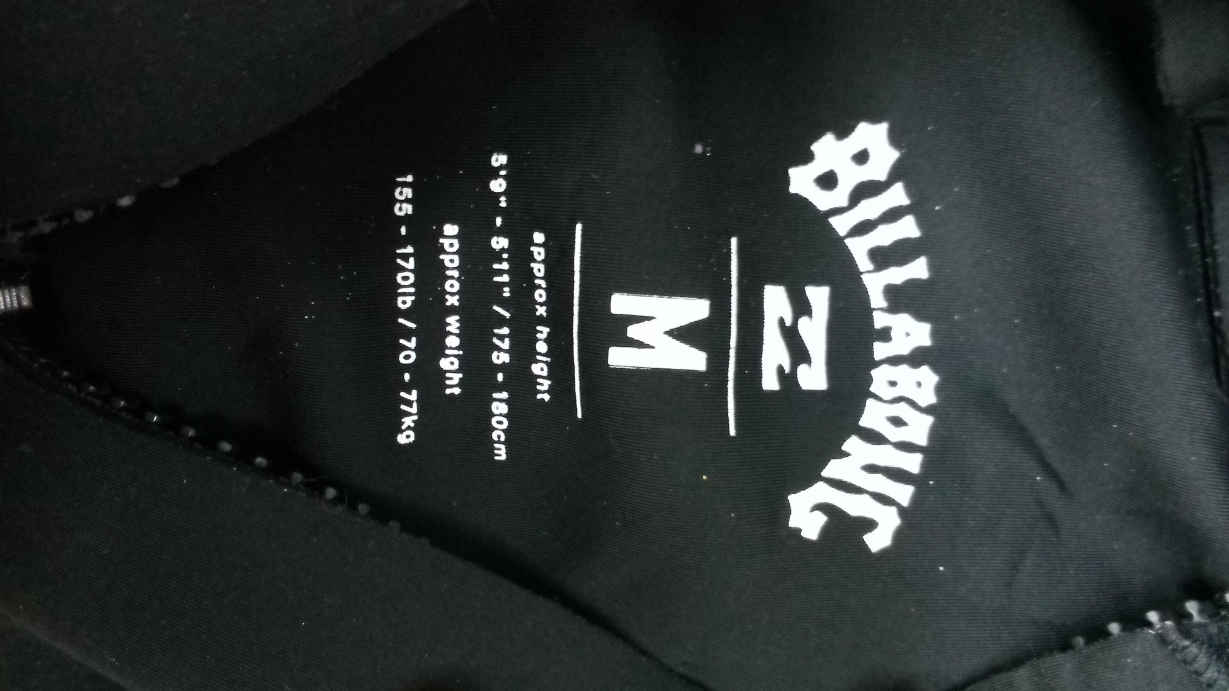 BILLABONG
M
approx height
5'9" - 5'11" / 175 - 180cm
approx weight
155 - 170lb / 70 - 77kg